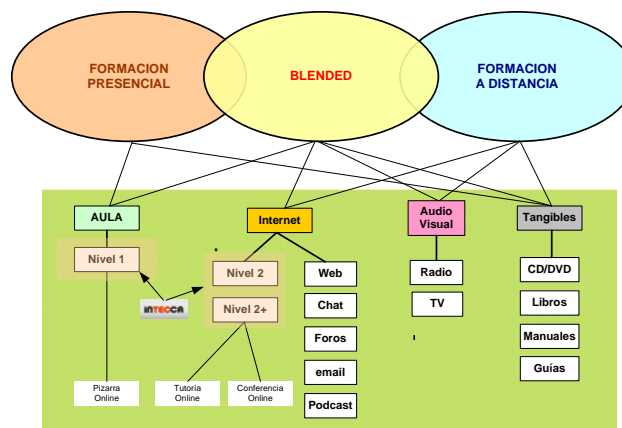 FORMACION
PRESENCIAL
BLENDED
FORMACION
A DISTANCIA
AULA
Internet
Audio
Visual
Tangibles
Nivel 1
Nivel 2
Nivel 2+
INTECCA
Web
Chat
Foros
email
Podcast
Radio
TV
CD/DVD
Libros
Manuales
Guías
Pizarra
Online
Tutoría
Online
Conferencia
Online